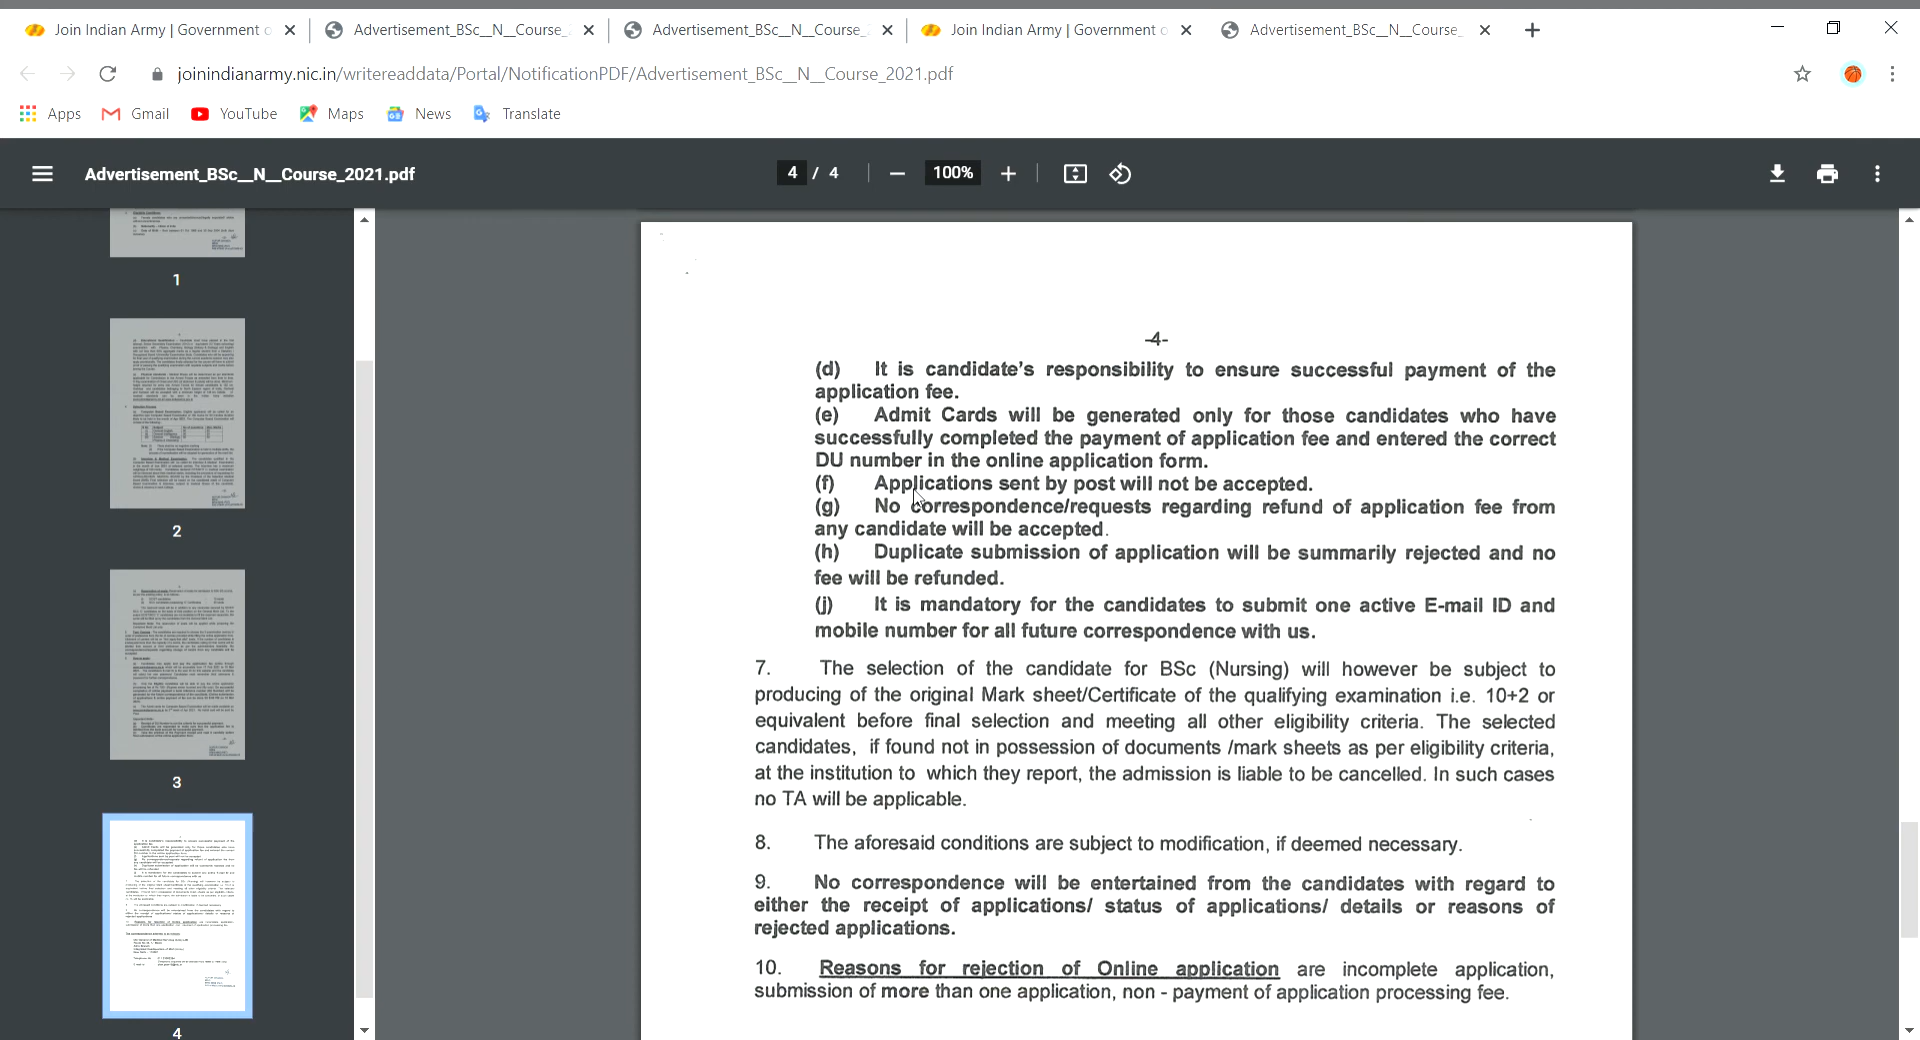 Join Indian Army | Government o
Advertisement_BSc__N__Course_2
Advertisement_BSc__N__Course_2
Join Indian Army | Government o
Advertisement_BSc__N__Course_
joinindianarmy.nic.in/writereaddata/Portal/NotificationPDF/Advertisement_BSc__N__Course_2021.pdf
Apps Gmail YouTube Maps News Translate
Advertisement_BSc__N__Course_2021.pdf 4 / 4 100%
1
2
3
4
-4-
(d) It is candidate's responsibility to ensure successful payment of the
application fee.
(e) Admit Cards will be generated only for those candidates who have
successfully completed the payment of application fee and entered the correct
DU number in the online application form.
(f) Applications sent by post will not be accepted.
(g) No correspondence/requests regarding refund of application fee from
any candidate will be accepted.
(h) Duplicate submission of application will be summarily rejected and no
fee will be refunded.
(j) It is mandatory for the candidates to submit one active E-mail ID and
mobile number for all future correspondence with us.
7. The selection of the candidate for BSc (Nursing) will however be subject to
producing of the original Mark sheet/Certificate of the qualifying examination i.e. 10+2 or
equivalent before final selection and meeting all other eligibility criteria. The selected
candidates, if found not in possession of documents /mark sheets as per eligibility criteria,
at the institution to which they report, the admission is liable to be cancelled. In such cases
no TA will be applicable.
8. The aforesaid conditions are subject to modification, if deemed necessary.
9. No correspondence will be entertained from the candidates with regard to
either the receipt of applications/ status of applications/ details or reasons of
rejected applications.
10. Reasons for rejection of Online application are incomplete application,
submission of more than one application, non - payment of application processing fee.